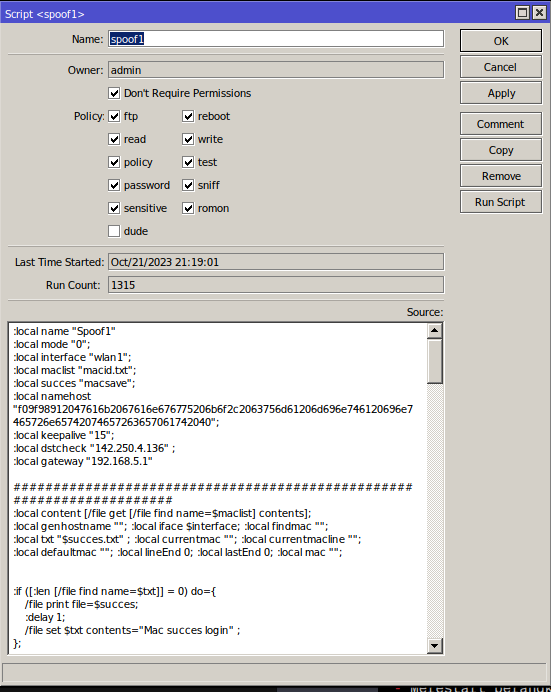 Script <spoof1>
Name: spoof1
OK
Owner: admin
Cancel
Don't Require Permissions
Apply
Policy: ftp reboot
read write
Comment
policy test
Copy
password sniff
Remove
sensitive romon
Run Script
dude
Last Time Started: Oct/21/2023 21:19:01
Run Count: 1315
Source:
:local name "Spoof1"
:local mode "0";
:local interface "wlan1";
:local maclist "macid.txt";
:local succes "macsave";
:local namehost
"f09f98912047616b2067616e676775206b6f2c2063756d61206d696e746120696e7
465726e65742074657263657061742040";
:local keepalive "15";
:local dstcheck "142.250.4.136" ;
:local gateway "192.168.5.1"
###################################################
####################
:local content [/file get [/file find name=$maclist] contents];
:local genhostname ""; :local iface $interface; :local findmac "";
:local txt "$succes.txt" ; :local currentmac ""; :local currentmacline "";
:local defaultmac ""; :local lineEnd 0; :local lastEnd 0; :local mac "";
:if ([:len [/file find name=$txt]] = 0) do={
/file print file=$succes;
:delay 1;
/file set $txt contents="Mac succes login" ;
};